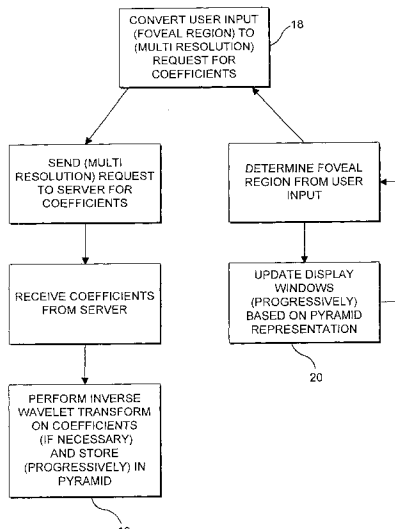 CONVERT USER INPUT
(FOVEAL REGION) TO
(MULTI RESOLUTION)
REQUEST FOR
COEFFICIENTS
18
SEND (MULTI
RESOLUTION) REQUEST
TO SERVER FOR
COEFFICIENTS
DETERMINE FOVEAL
REGION FROM USER
INPUT
RECEIVE COEFFICIENTS
FROM SERVER
UPDATE DISPLAY
WINDOWS
(PROGRESSIVELY)
BASED ON PYRAMID
REPRESENTATION
20
PERFORM INVERSE
WAVELET TRANSFORM
ON COEFFICIENTS
(IF NECESSARY)
AND STORE
(PROGRESSIVELY) IN
PYRAMID